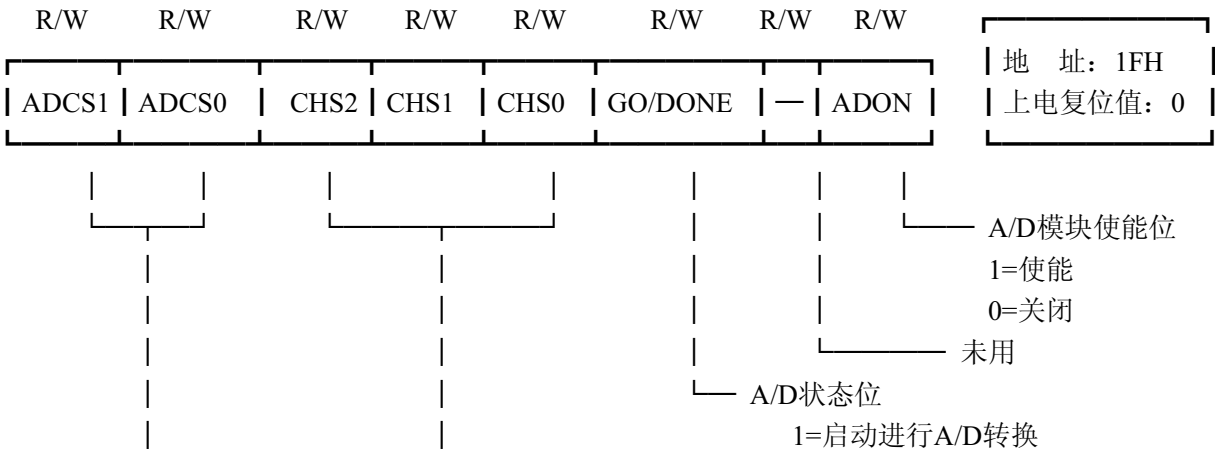 R/W R/W R/W R/W R/W R/W R/W R/W
地 址：1FH
ADCS1 ADCS0 CHS2 CHS1 CHS0 GO/DONE — ADON
上电复位值：0
A/D模块使能位
1=使能
0=关闭
未用
A/D状态位
1=启动进行A/D转换